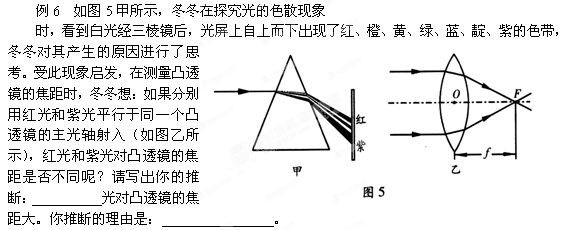 例6 如图5甲所示，冬冬在探究光的色散现象
时，看到白光经三棱镜后，光屏上自上而下出现了红、橙、黄、绿、蓝、靛、紫的色带，
冬冬对其产生的原因进行了思
考。受此现象启发，在测量凸透
镜的焦距时，冬冬想：如果分别
用红光和紫光平行于同一个凸
透镜的主光轴射入（如图乙所
示），红光和紫光对凸透镜的焦
距是否不同呢？请写出你的推
断：__________光对凸透镜的焦
距大。你推断的理由是：________________。
红
紫
甲
O
F
f
乙
图5